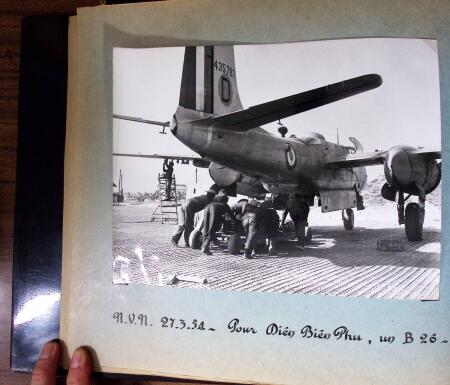 435787
D
N.V.N. 27.3.54 – Pour Diên Biên Phu, un B 26 –